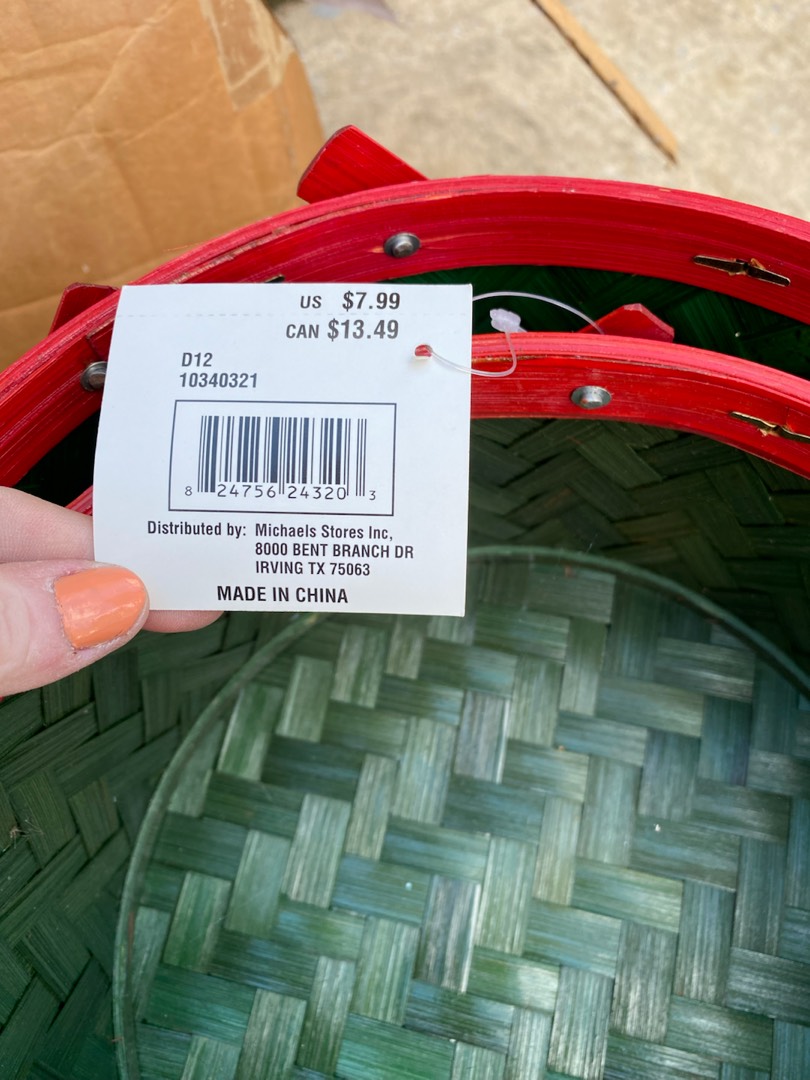 US $7.99
CAN $13.49
D12
10340321
8 24756 24320 3
Distributed by: Michaels Stores Inc,
8000 BENT BRANCH DR
IRVING TX 75063
MADE IN CHINA